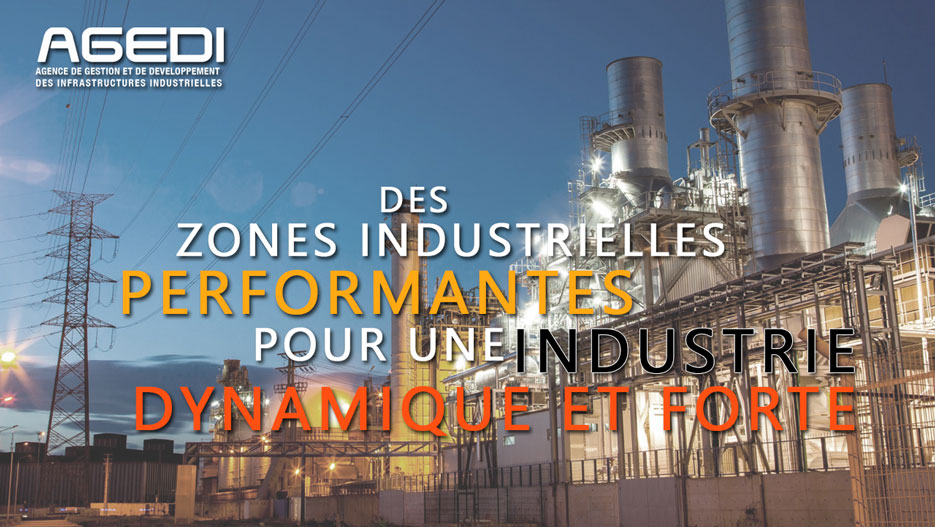 AGEDI
AGENCE DE GESTION ET DE DEVELOPPEMENT
DES INFRASTRUCTURES INDUSTRIELLES
DES
ZONES INDUSTRIELLES
PERFORMANTES
POUR UNE INDUSTRIE
DYNAMIQUE ET FORTE